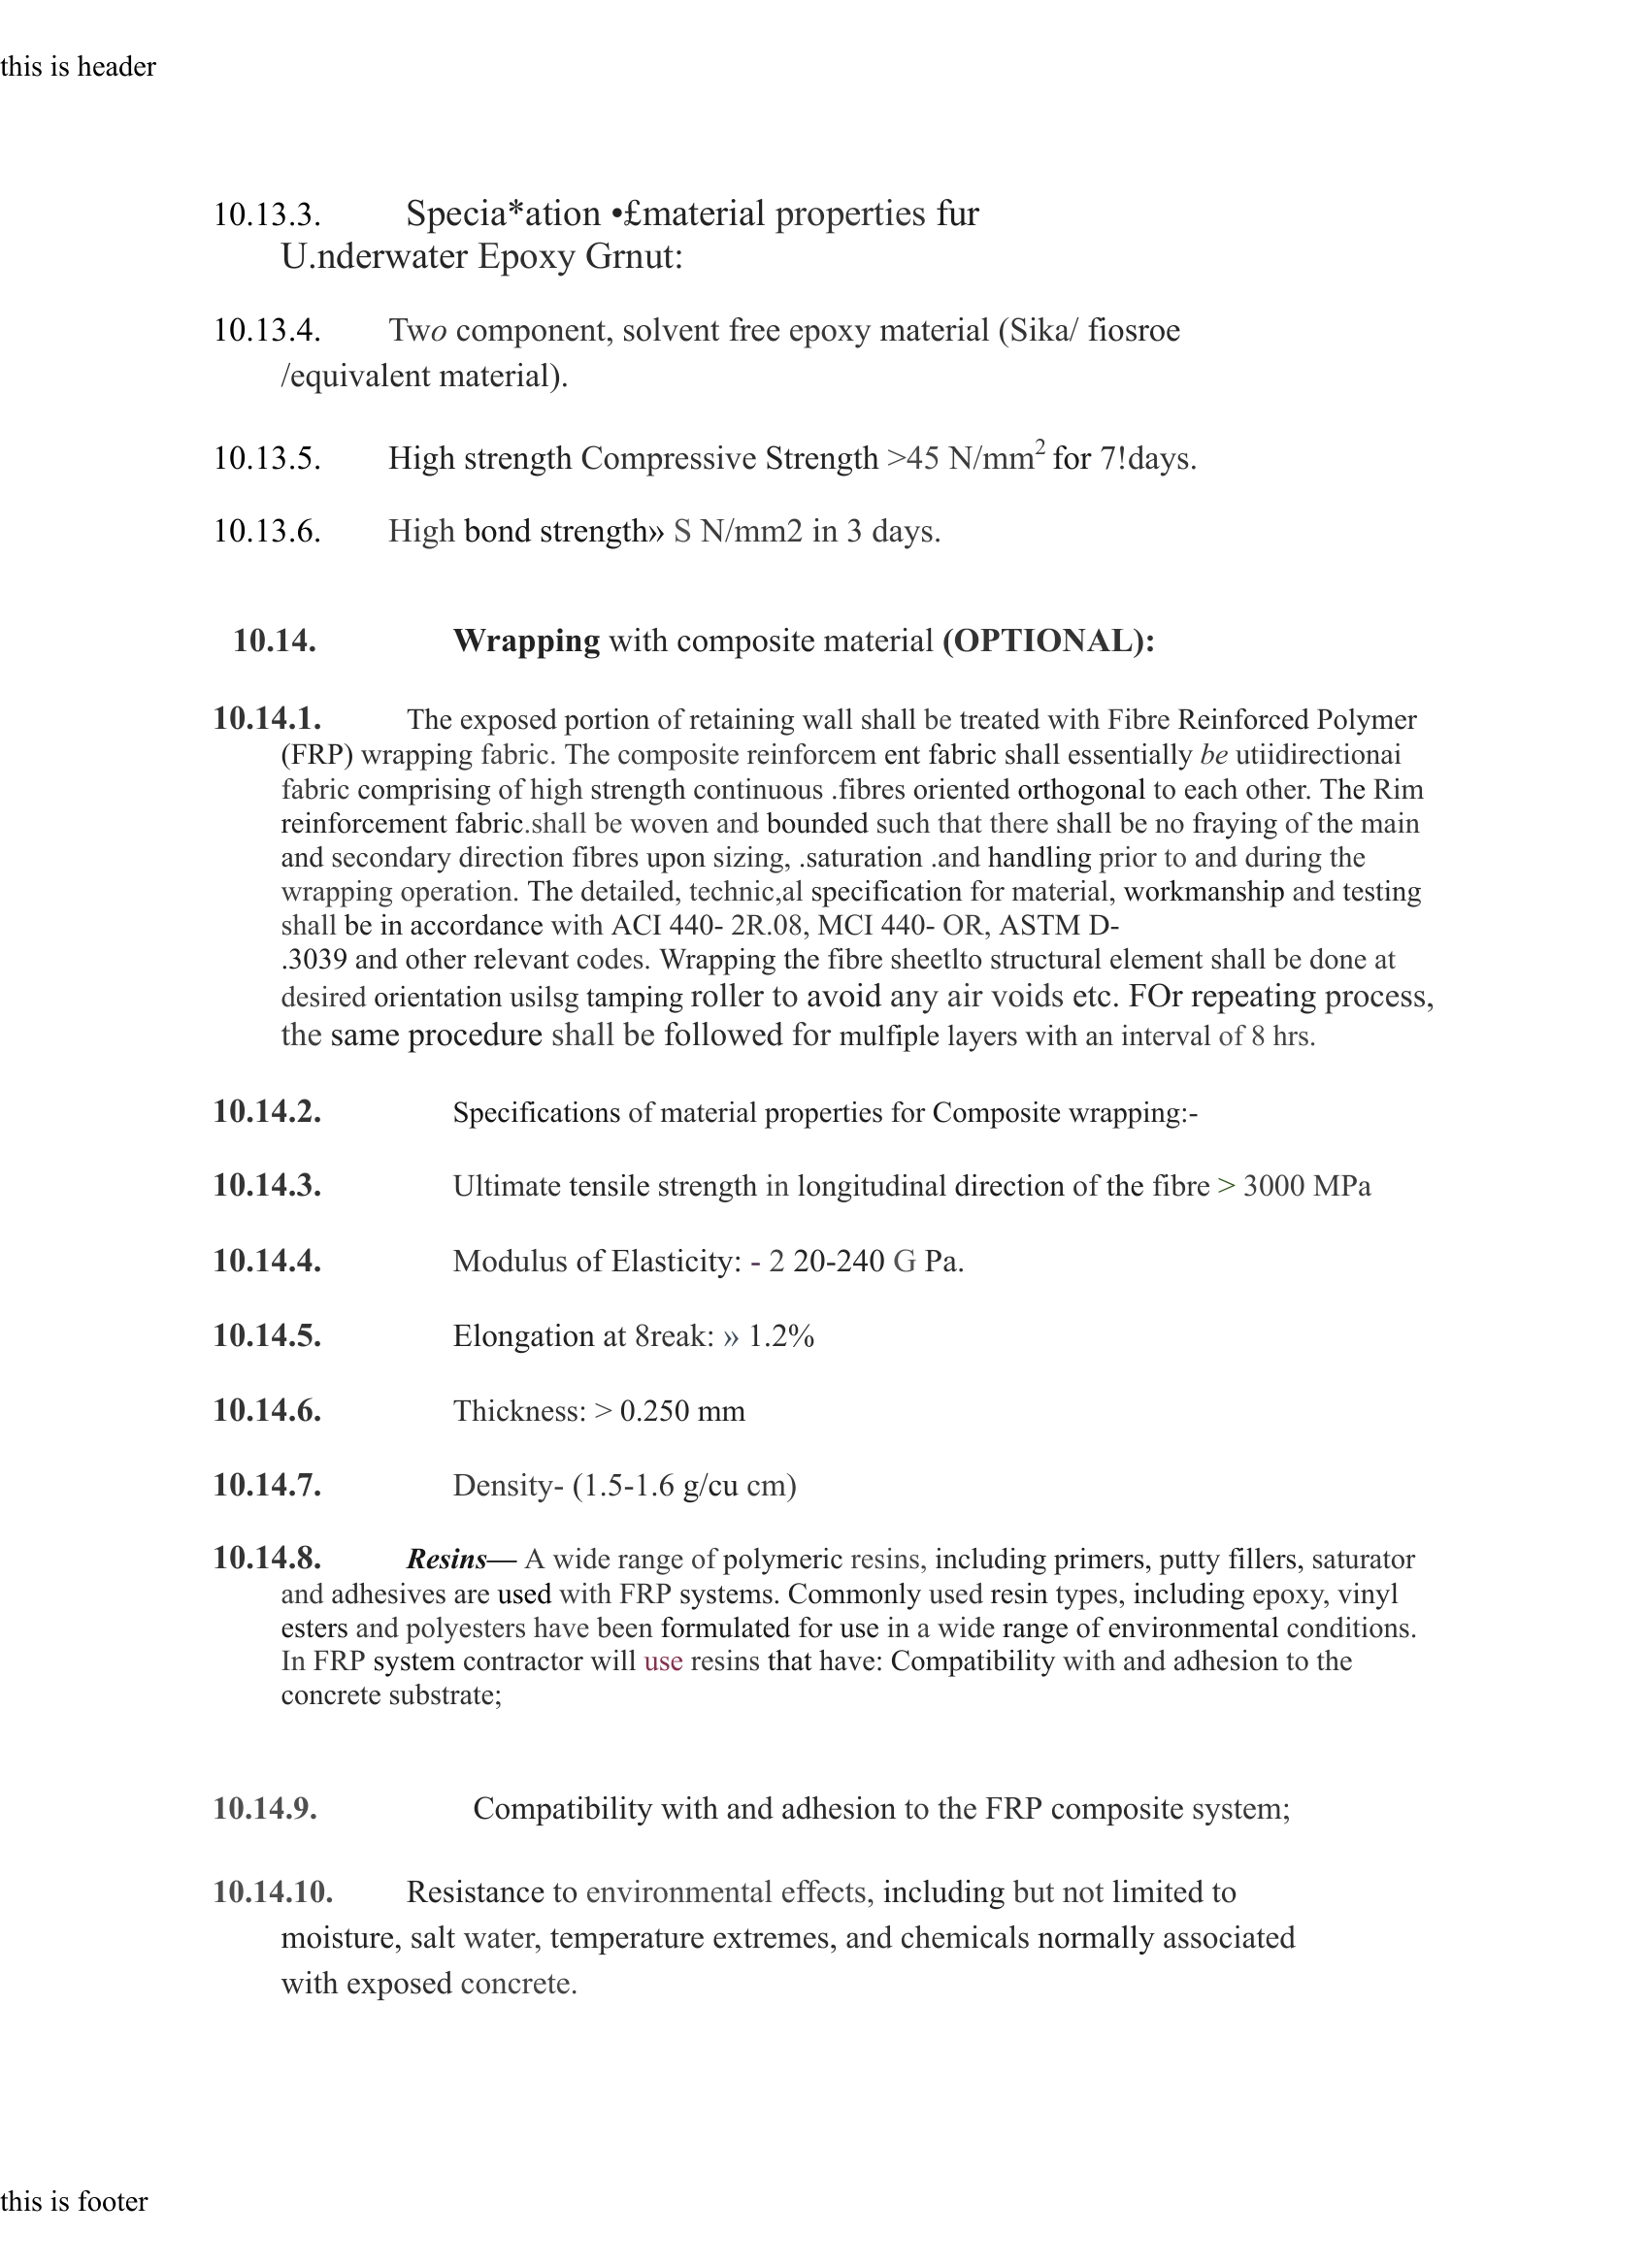 this is header
10.13.3. Specia*ation •£material properties fur
U.nderwater Epoxy Grnut:
10.13.4. Two component, solvent free epoxy material (Sika/ fiosroe
/equivalent material).
10.13.5. High strength Compressive Strength >45 N/mm² for 7!days.
10.13.6. High bond strength» S N/mm2 in 3 days.
10.14. Wrapping with composite material (OPTIONAL):
10.14.1. The exposed portion of retaining wall shall be treated with Fibre Reinforced Polymer
(FRP) wrapping fabric. The composite reinforcem ent fabric shall essentially be utiidirectionai
fabric comprising of high strength continuous .fibres oriented orthogonal to each other. The Rim
reinforcement fabric.shall be woven and bounded such that there shall be no fraying of the main
and secondary direction fibres upon sizing, .saturation .and handling prior to and during the
wrapping operation. The detailed, technic,al specification for material, workmanship and testing
shall be in accordance with ACI 440- 2R.08, MCI 440- OR, ASTM D-
.3039 and other relevant codes. Wrapping the fibre sheetlto structural element shall be done at
desired orientation usilsg tamping roller to avoid any air voids etc. FOr repeating process,
the same procedure shall be followed for mulfiple layers with an interval of 8 hrs.
10.14.2. Specifications of material properties for Composite wrapping:-
10.14.3. Ultimate tensile strength in longitudinal direction of the fibre > 3000 MPa
10.14.4. Modulus of Elasticity: - 2 20-240 G Pa.
10.14.5. Elongation at 8reak: » 1.2%
10.14.6. Thickness: > 0.250 mm
10.14.7. Density- (1.5-1.6 g/cu cm)
10.14.8. Resins— A wide range of polymeric resins, including primers, putty fillers, saturator
and adhesives are used with FRP systems. Commonly used resin types, including epoxy, vinyl
esters and polyesters have been formulated for use in a wide range of environmental conditions.
In FRP system contractor will use resins that have: Compatibility with and adhesion to the
concrete substrate;
10.14.9. Compatibility with and adhesion to the FRP composite system;
10.14.10. Resistance to environmental effects, including but not limited to
moisture, salt water, temperature extremes, and chemicals normally associated
with exposed concrete.
this is footer